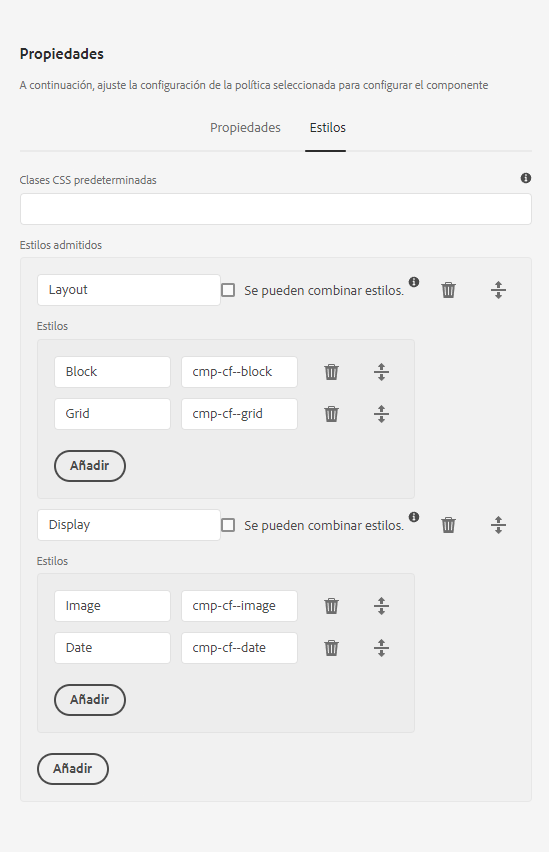 Propiedades
A continuación, ajuste la configuración de la política seleccionada para configurar el componente
Propiedades Estilos
Clases CSS predeterminadas
Estilos admitidos
Layout Se pueden combinar estilos.
Estilos
Block cmp-cf--block
Grid cmp-cf--grid
Añadir
Display Se pueden combinar estilos.
Estilos
Image cmp-cf--image
Date cmp-cf--date
Añadir
Añadir